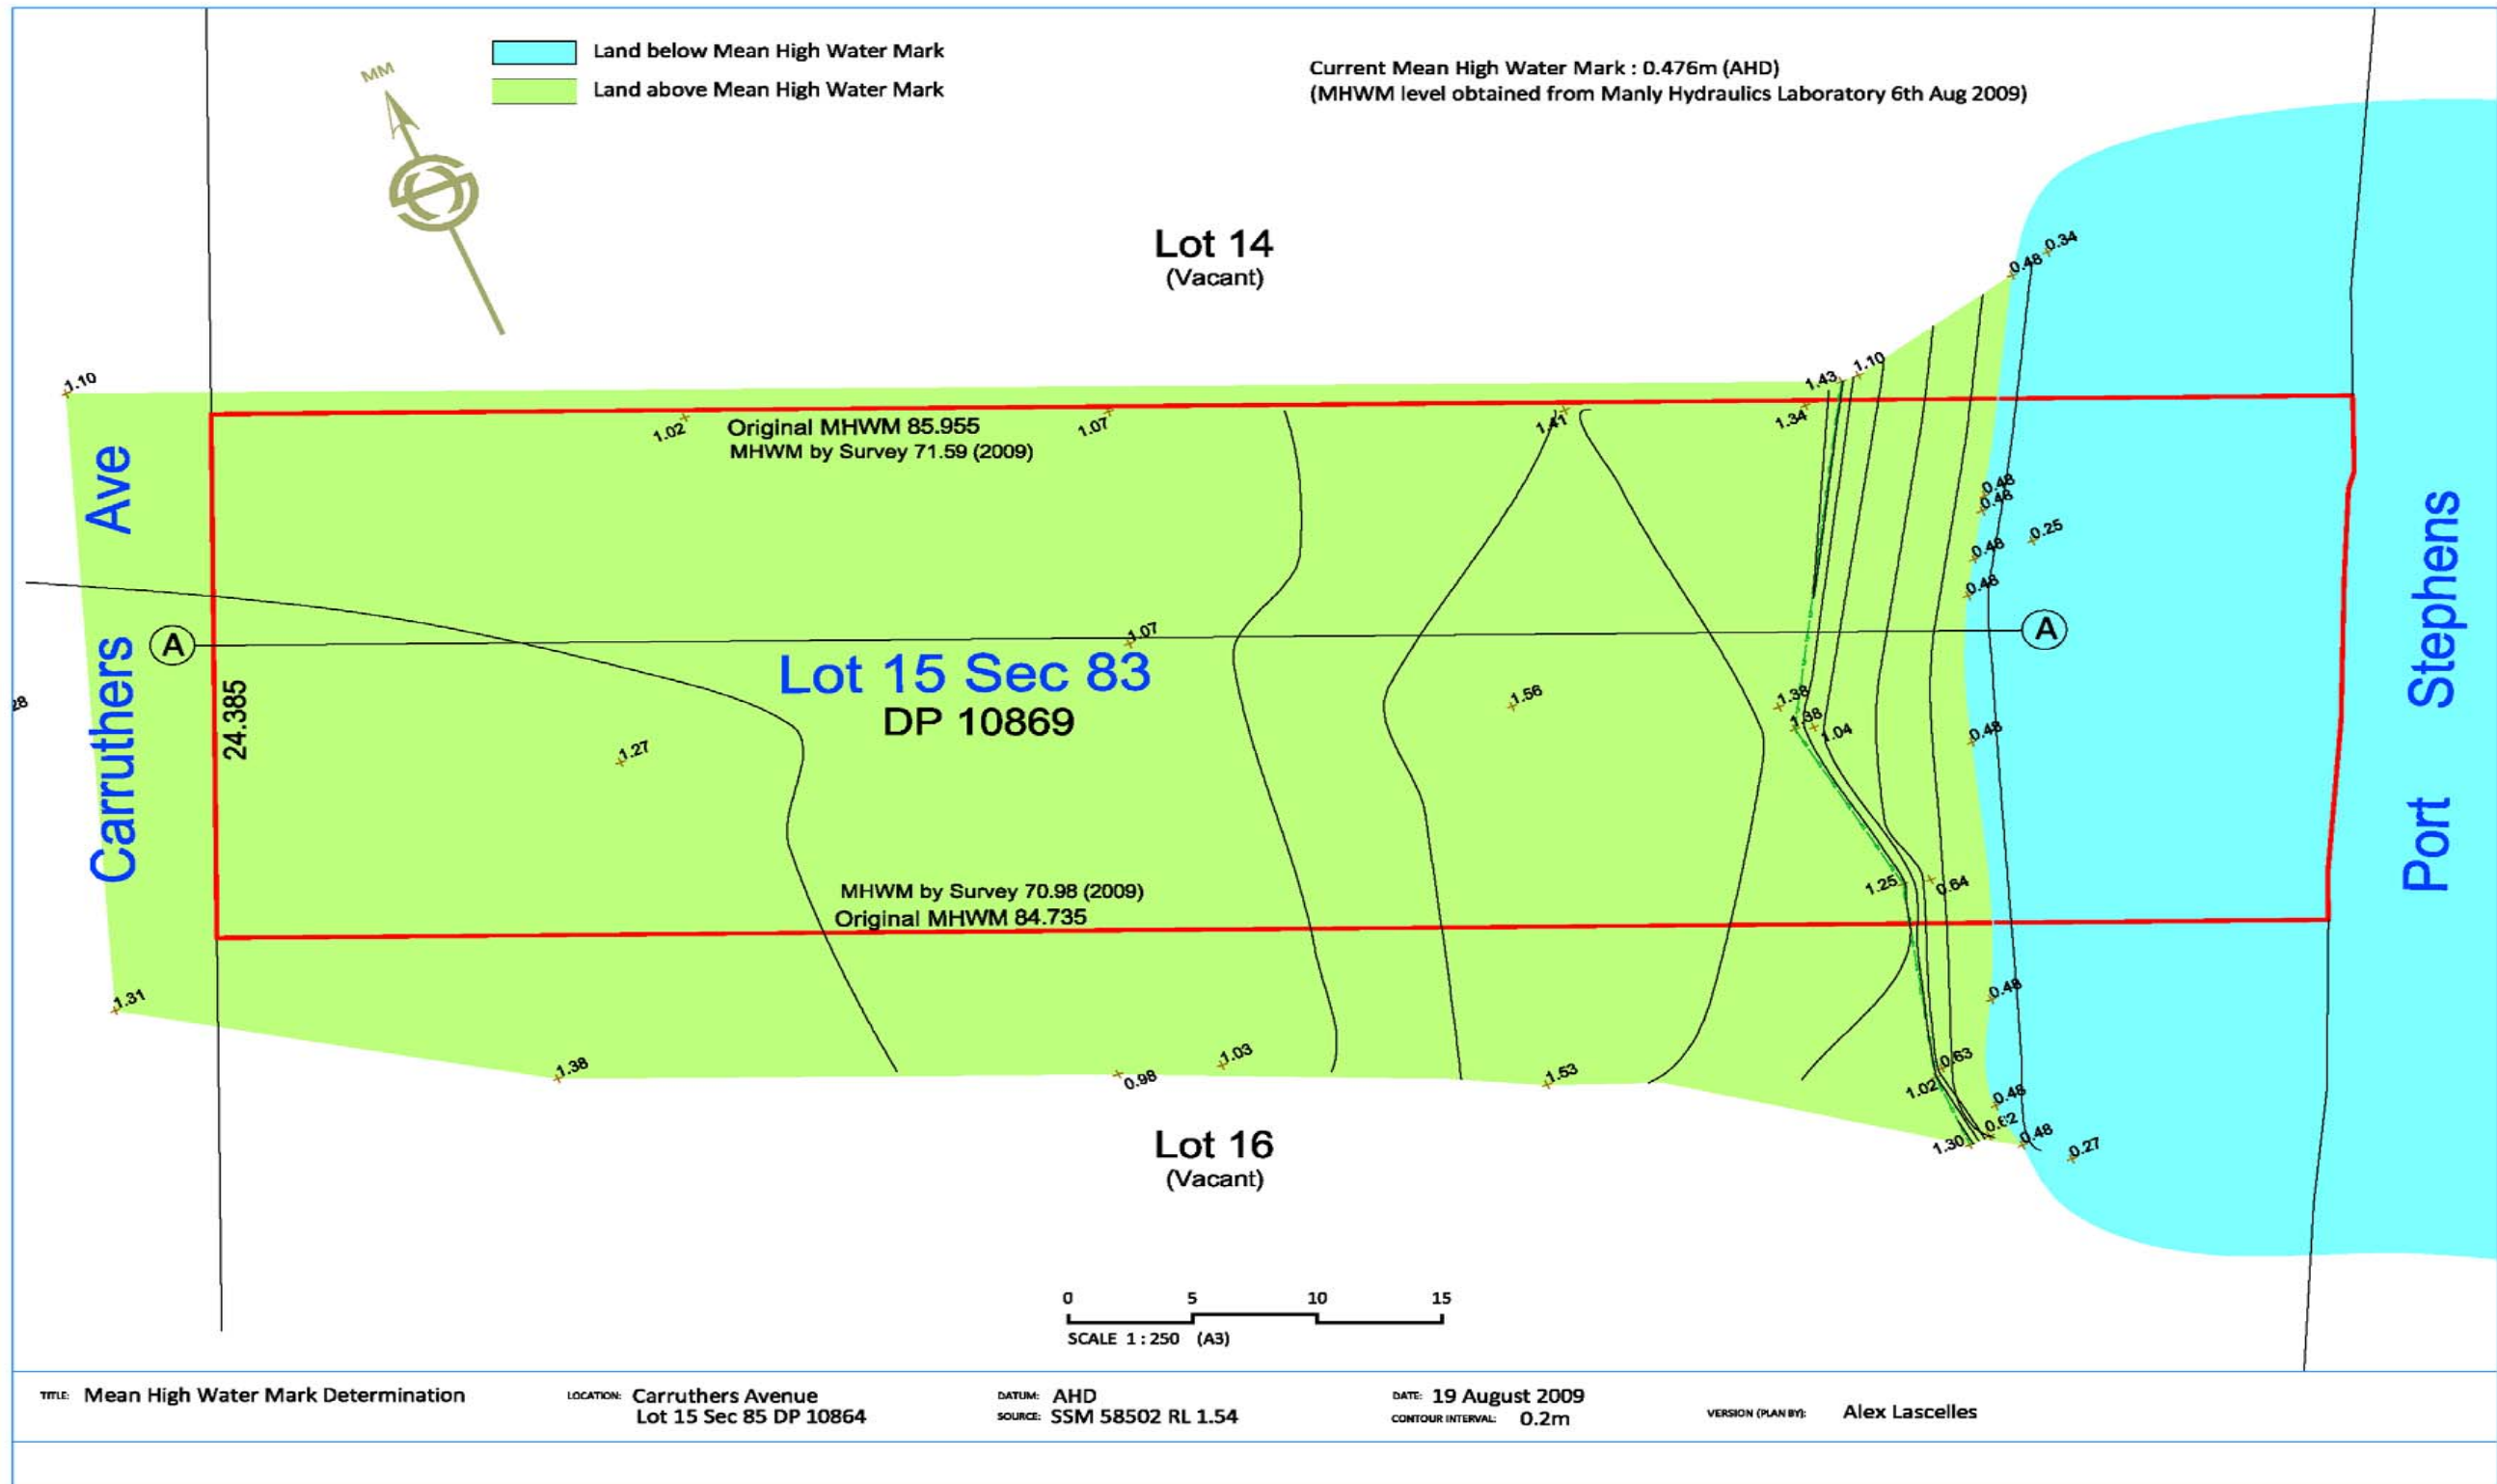 Land below Mean High Water Mark
Land above Mean High Water Mark
Current Mean High Water Mark : 0.476m (AHD)
(MHWM level obtained from Manly Hydraulics Laboratory 6th Aug 2009)
MM
Lot 14
(Vacant)
0.34
0.48
1.10
1.43
1.10
1.34
1.02
1.07
1.41
Original MHWM 85.955
MHWM by Survey 71.59 (2009)
0.48
0.48
0.25
0.48
0.48
Carruthers Ave
Port Stephens
A
A
1.07
Lot 15 Sec 83
DP 10869
24.385
28
1.56
1.38
1.38
1.04
0.48
1.27
1.25
0.64
MHWM by Survey 70.98 (2009)
Original MHWM 84.735
1.31
0.48
1.38
0.98
1.03
1.53
0.63
1.02
0.48
0.62
1.30
0.48
0.27
Lot 16
(Vacant)
0 5 10 15
SCALE 1 : 250 (A3)
TITLE: Mean High Water Mark Determination
LOCATION: Carruthers Avenue
Lot 15 Sec 85 DP 10864
DATUM: AHD
SOURCE: SSM 58502 RL 1.54
DATE: 19 August 2009
CONTOUR INTERVAL: 0.2m
VERSION (PLAN BY): Alex Lascelles